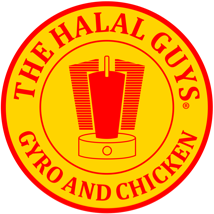 THE HALAL GUYS
®
GYRO AND CHICKEN